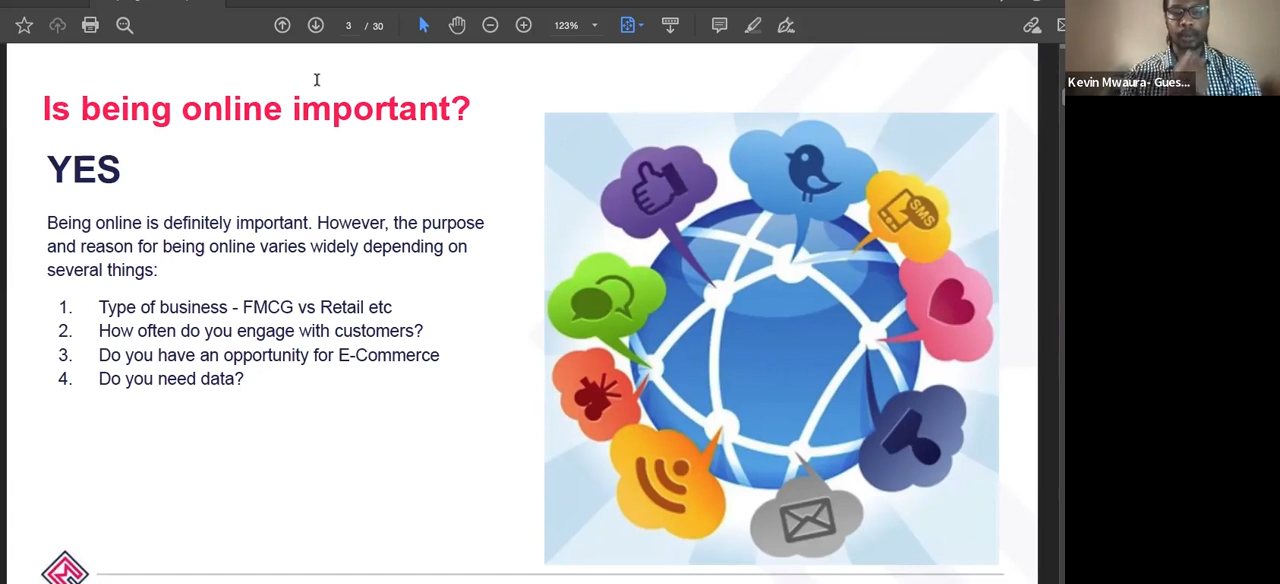 3 / 30
123%
Kevin Mwaura- Gues...
Is being online important?
YES
Being online is definitely important. However, the purpose
and reason for being online varies widely depending on
several things:
1. Type of business - FMCG vs Retail etc
2. How often do you engage with customers?
3. Do you have an opportunity for E-Commerce
4. Do you need data?
SMS